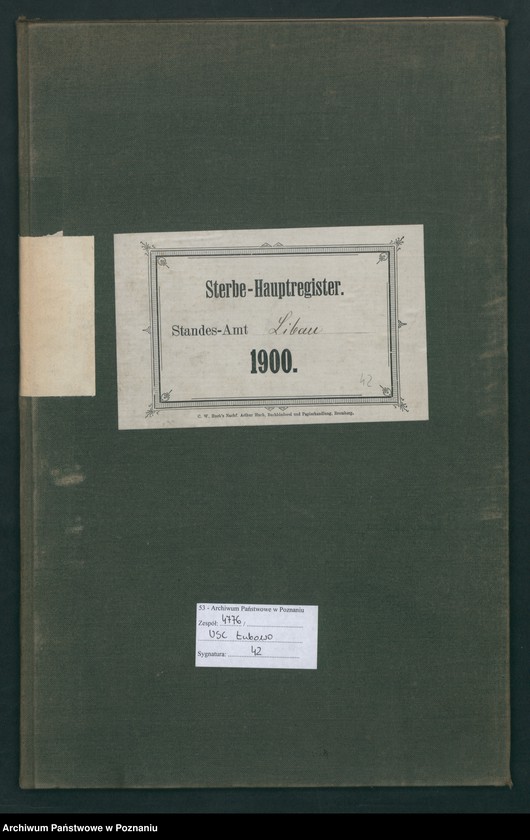 Sterbe-Hauptregister.
Standes-Amt Libau
1900.
42
53 - Archiwum Państwowe w Poznaniu
Zespół: 4776
USC Łubowo
Sygnatura: 42
Archiwum Państwowe w Poznaniu